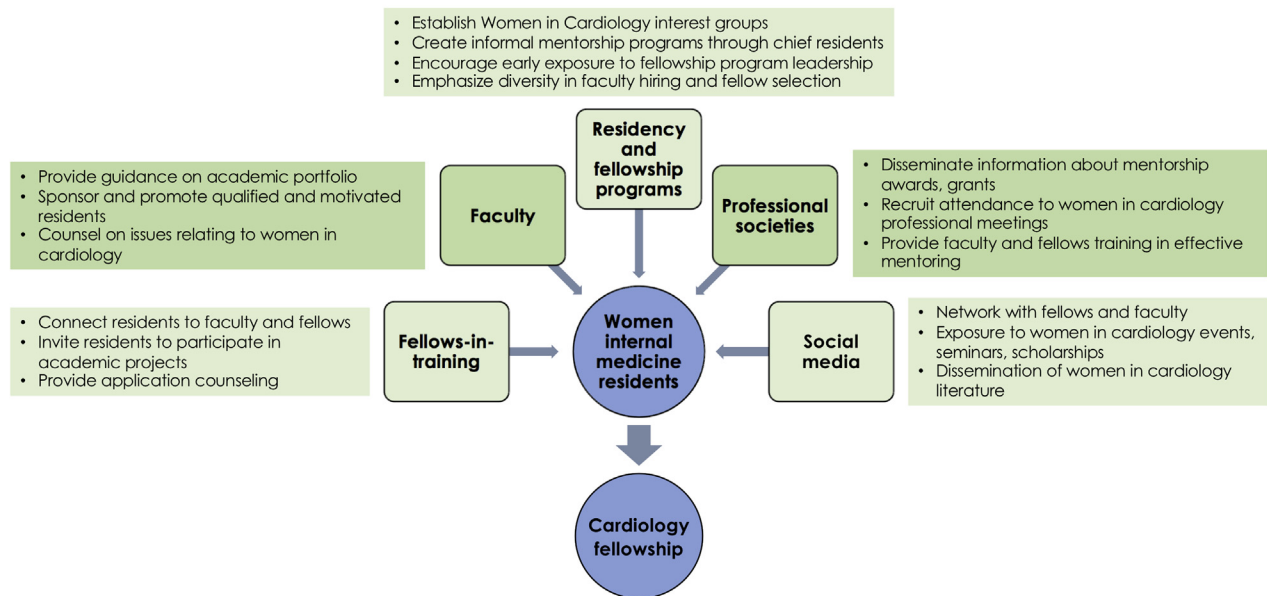 • Establish Women in Cardiology interest groups
• Create informal mentorship programs through chief residents
• Encourage early exposure to fellowship program leadership
• Emphasize diversity in faculty hiring and fellow selection
Residency
and
fellowship
programs
• Provide guidance on academic portfolio
• Sponsor and promote qualified and motivated
residents
• Counsel on issues relating to women in
cardiology
Faculty
Professional
societies
• Disseminate information about mentorship
awards, grants
• Recruit attendance to women in cardiology
professional meetings
• Provide faculty and fellows training in effective
mentoring
• Connect residents to faculty and fellows
• Invite residents to participate in
academic projects
• Provide application counseling
Fellows-in-
training
Women
internal
medicine
residents
Social
media
• Network with fellows and faculty
• Exposure to women in cardiology events,
seminars, scholarships
• Dissemination of women in cardiology
literature
Cardiology
fellowship